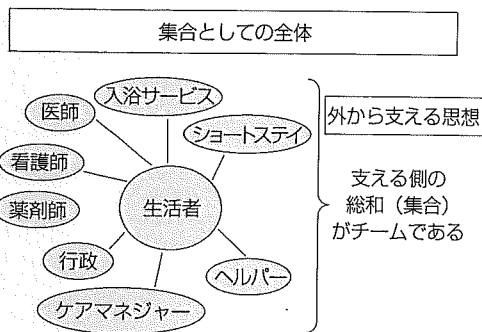 集合としての全体
入浴サービス
医師
ショートステイ
看護師
薬剤師
生活者
行政
ヘルパー
ケアマネジャー
外から支える思想
支える側の
総和（集合）
がチームである